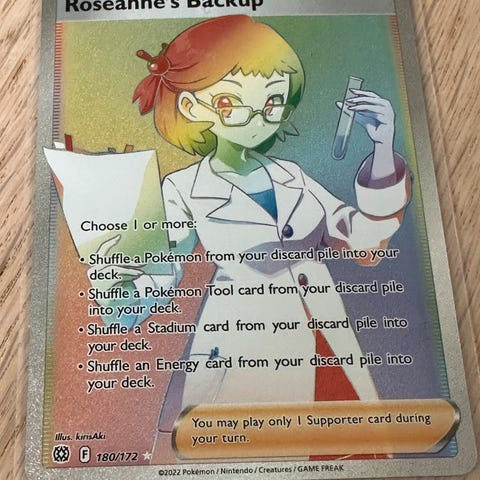 Roseanne's Backup
Choose 1 or more:
• Shuffle a Pokémon from your discard pile into your
deck.
• Shuffle a Pokémon Tool card from your discard pile
into your deck.
• Shuffle a Stadium card from your discard pile into
your deck.
• Shuffle an Energy card from your discard pile into
your deck.
You may play only 1 Supporter card during
your turn.
Illus. kirisAki
F 180/172
©2022 Pokémon / Nintendo / Creatures / GAME FREAK